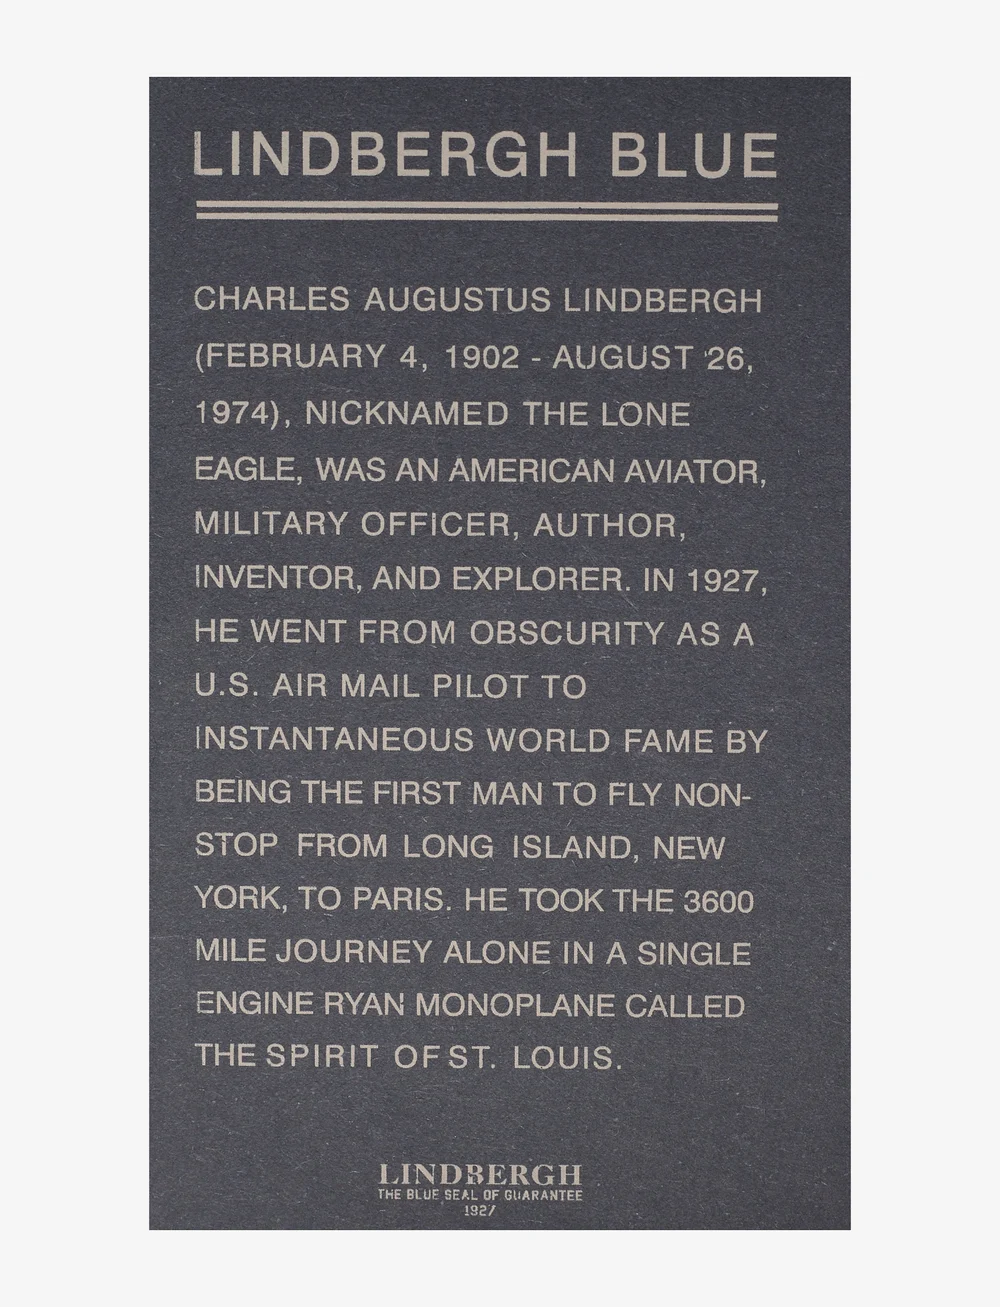 LINDBERGH BLUE
CHARLES AUGUSTUS LINDBERGH
(FEBRUARY 4, 1902 - AUGUST 26,
1974), NICKNAMED THE LONE
EAGLE, WAS AN AMERICAN AVIATOR,
MILITARY OFFICER, AUTHOR,
INVENTOR, AND EXPLORER. IN 1927,
HE WENT FROM OBSCURITY AS A
U.S. AIR MAIL PILOT TO
INSTANTANEOUS WORLD FAME BY
BEING THE FIRST MAN TO FLY NON-
STOP FROM LONG ISLAND, NEW
YORK, TO PARIS. HE TOOK THE 3600
MILE JOURNEY ALONE IN A SINGLE
ENGINE RYAN MONOPLANE CALLED
THE SPIRIT OF ST. LOUIS.
LINDBERGH
THE BLUE SEAL OF GUARANTEE
1927